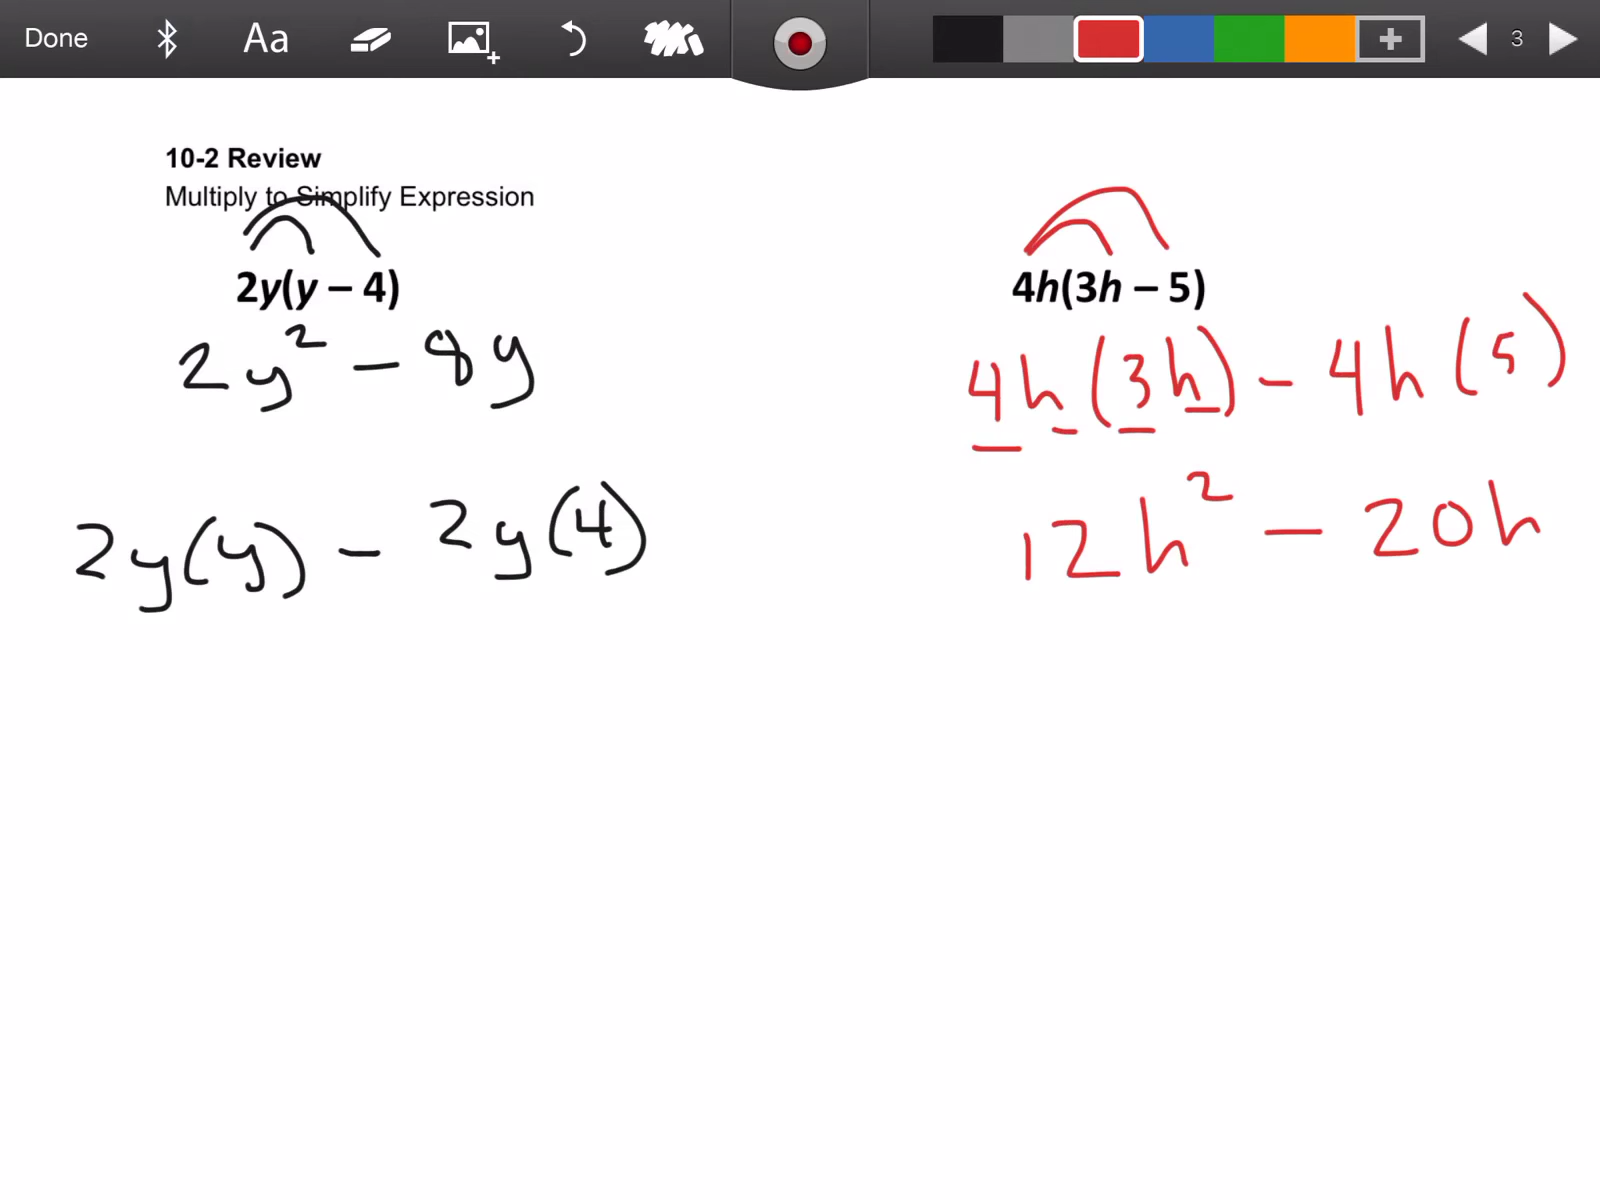 Done Aa 3
10-2 Review
Multiply to Simplify Expression
2y(y – 4)
2y² – 8y
2y(y) – 2y(4)
4h(3h – 5)
4h(3h) – 4h(5)
12h² – 20h